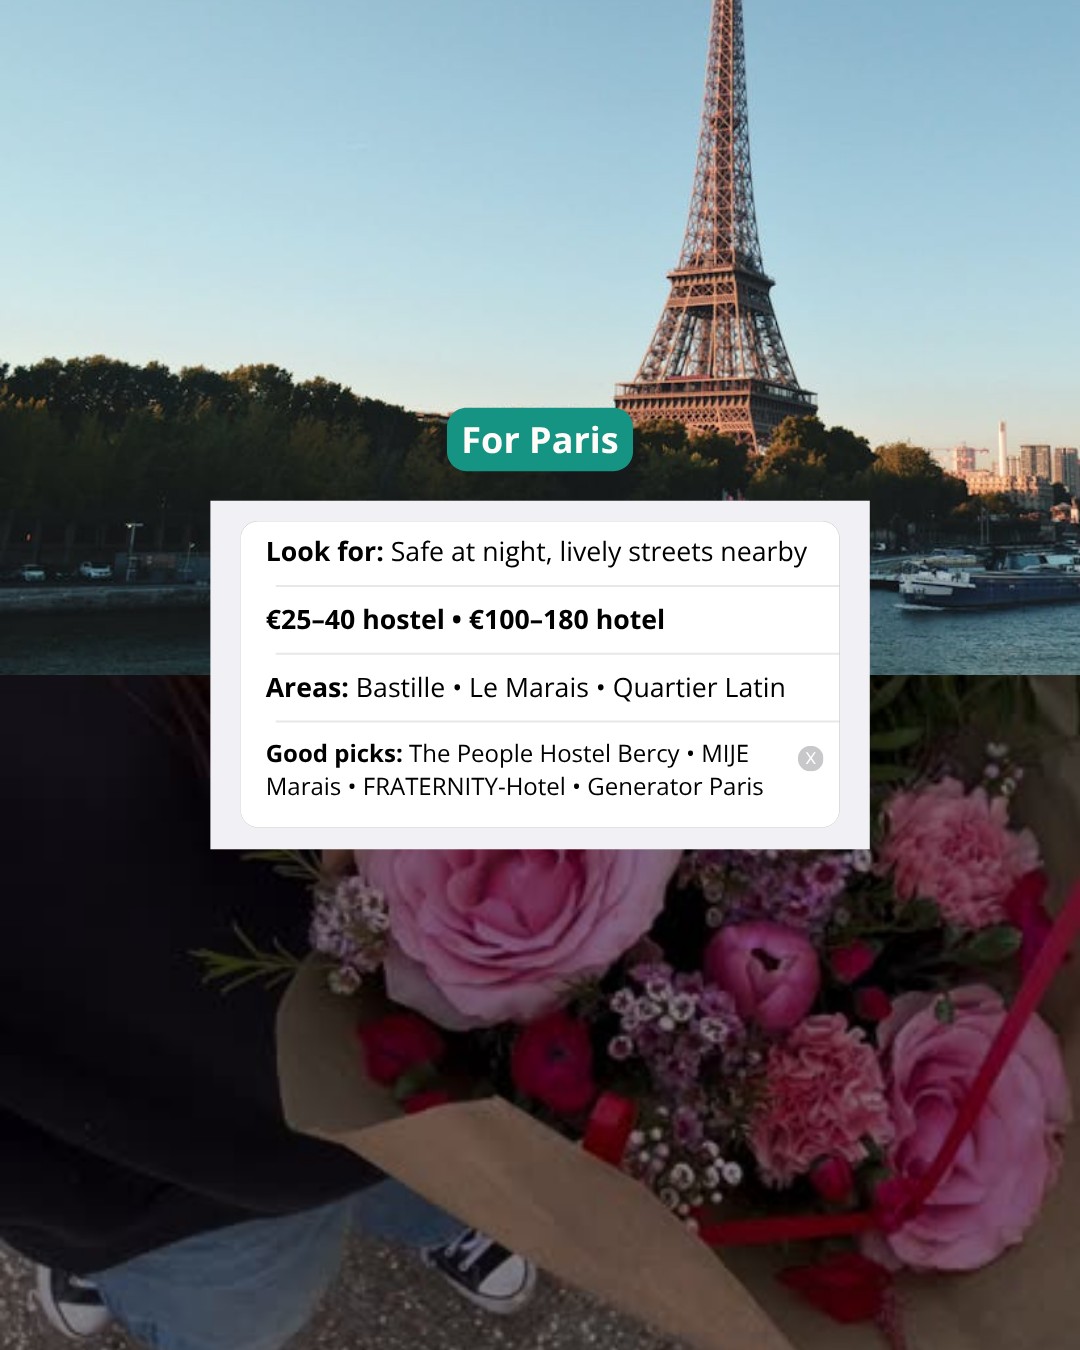 For Paris
Look for: Safe at night, lively streets nearby
€25–40 hostel • €100–180 hotel
Areas: Bastille • Le Marais • Quartier Latin
Good picks: The People Hostel Bercy • MIJE
Marais • FRATERNITY-Hotel • Generator Paris
X